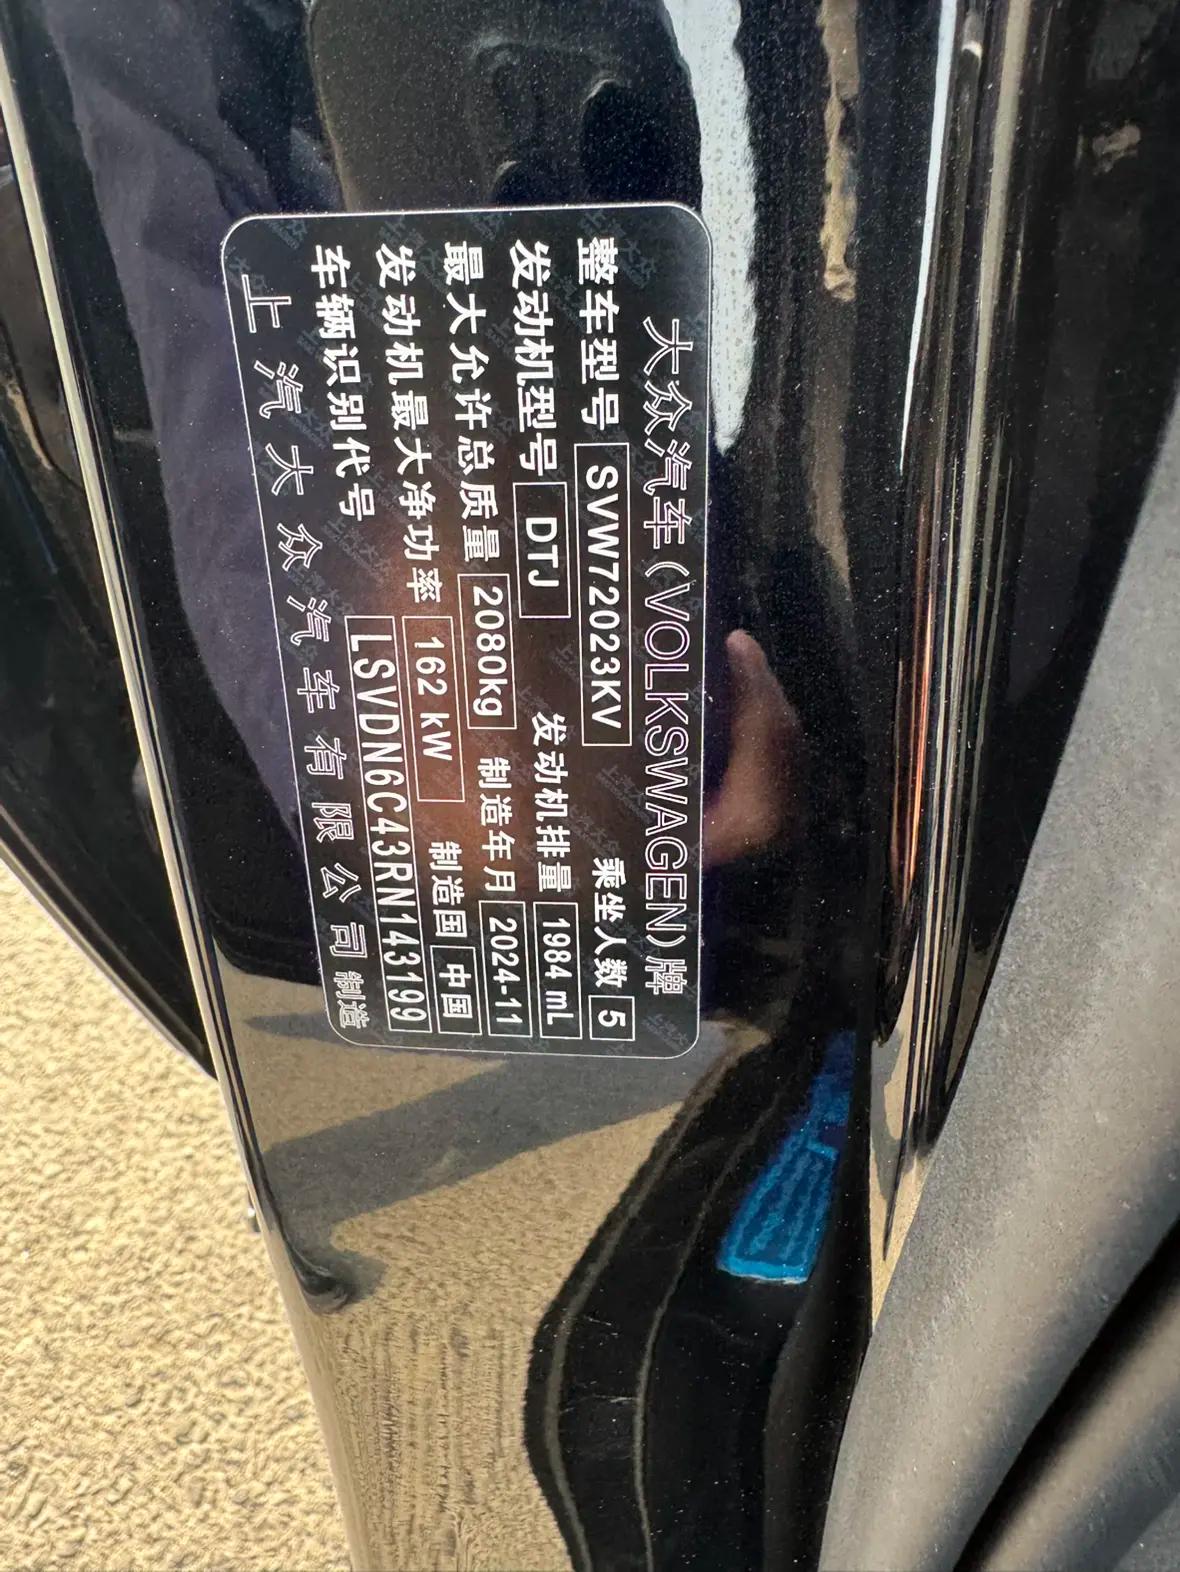 大众汽车(VOLKSWAGEN)牌
整车型号 SVW72023KV 乘坐人数 5
发动机型号 DTJ 发动机排量 1984 mL
最大允许总质量 2080kg 制造年月 2024-11
发动机最大净功率 162 kW 制造国 中国
车辆识别代号 LSVDN6C43RN143199
上汽大众汽车有限公司 制造